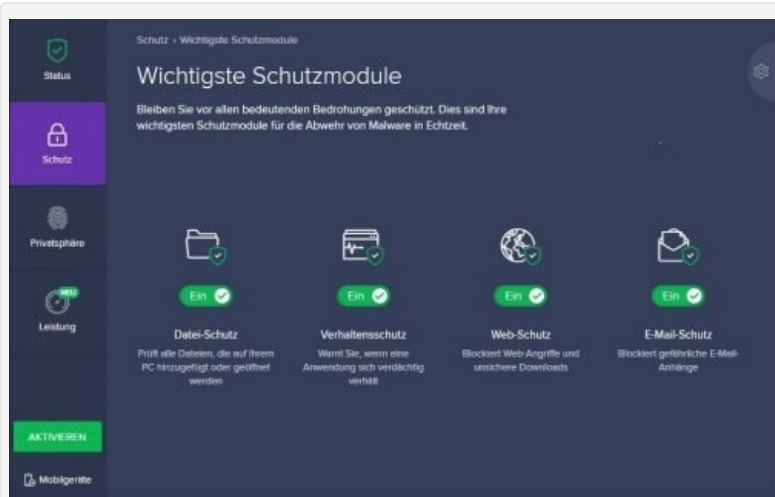 Schutz › Wichtigste Schutzmodule
Wichtigste Schutzmodule
Bleiben Sie vor allen bedeutenden Bedrohungen geschützt. Dies sind Ihre
wichtigsten Schutzmodule für die Abwehr von Malware in Echtzeit.
Status
Schutz
Privatsphäre
NEU
Leistung
AKTIVIEREN
Mobilgeräte
Ein
Datei-Schutz
Prüft alle Dateien, die auf Ihrem
PC hinzugefügt oder geöffnet
werden
Ein
Verhaltensschutz
Warnt Sie, wenn eine
Anwendung sich verdächtig
verhält
Ein
Web-Schutz
Blockiert Web-Angriffe und
unsichere Downloads
Ein
E-Mail-Schutz
Blockiert gefährliche E-Mail-
Anhänge